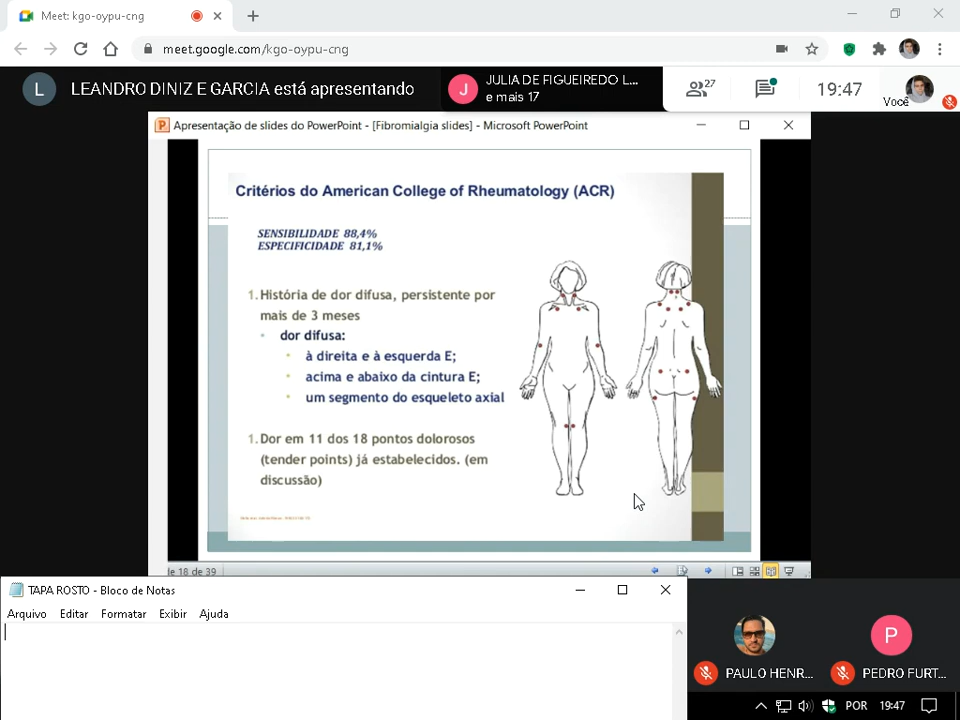 Meet: kgo-oypu-cng
meet.google.com/kgo-oypu-cng
L
LEANDRO DINIZ E GARCIA está apresentando
J
JULIA DE FIGUEIREDO L...
e mais 17
27
19:47
Você
Apresentação de slides do PowerPoint - [Fibromialgia slides] - Microsoft PowerPoint
Critérios do American College of Rheumatology (ACR)
SENSIBILIDADE 88,4%
ESPECIFICIDADE 81,1%
1. História de dor difusa, persistente por
mais de 3 meses
• dor difusa:
• à direita e à esquerda E;
• acima e abaixo da cintura E;
• um segmento do esqueleto axial
1. Dor em 11 dos 18 pontos dolorosos
(tender points) já estabelecidos. (em
discussão)
le 18 de 39
TAPA ROSTO - Bloco de Notas
Arquivo Editar Formatar Exibir Ajuda
P
PAULO HENR...
PEDRO FURT...
POR
19:47